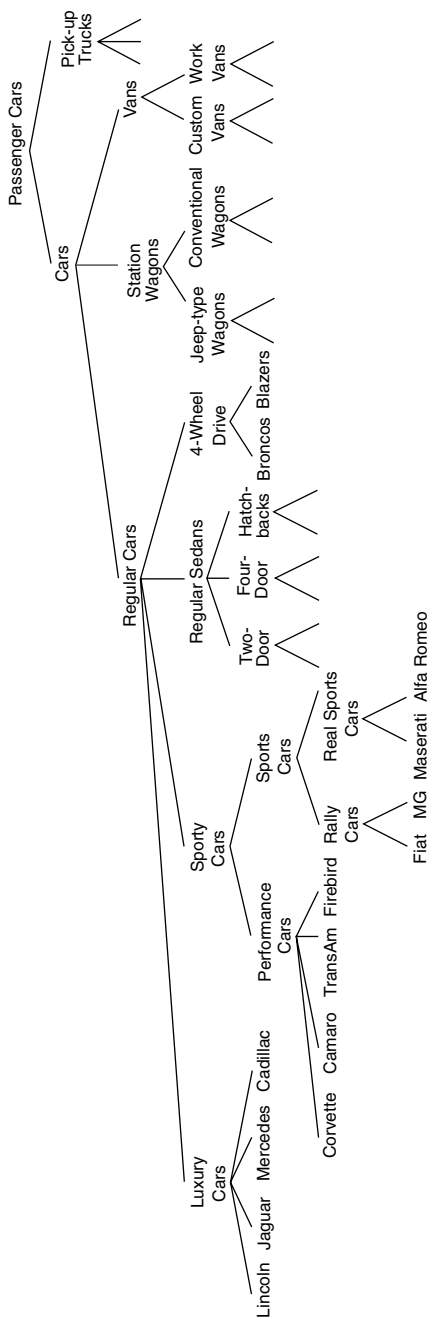 Passenger Cars
Cars
Pick-up
Trucks
Regular Cars
Station
Wagons
Vans
Luxury
Cars
Sporty
Cars
Regular Sedans
4-Wheel
Drive
Jeep-type
Wagons
Conventional
Wagons
Custom
Vans
Work
Vans
Lincoln
Jaguar
Mercedes
Cadillac
Performance
Cars
Sports
Cars
Two-
Door
Four-
Door
Hatch-
backs
Broncos
Blazers
Corvette
Camaro
TransAm
Firebird
Rally
Cars
Real Sports
Cars
Fiat
MG
Maserati
Alfa Romeo